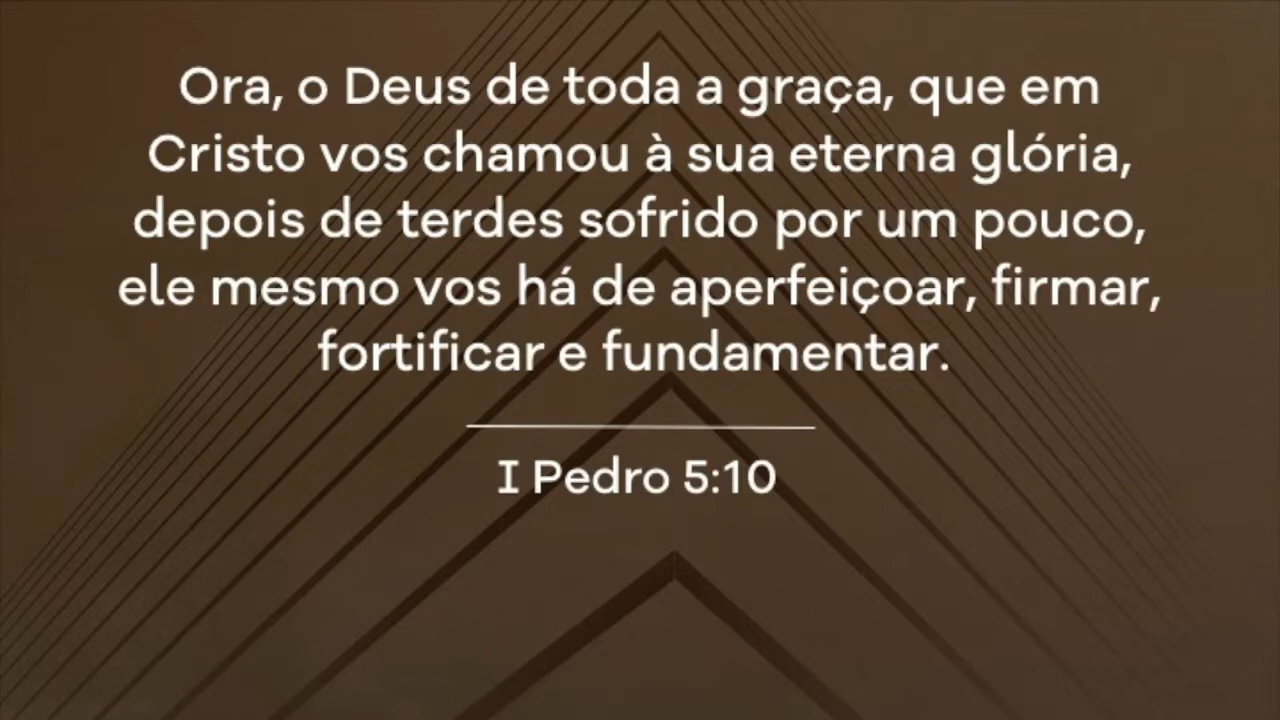 Ora, o Deus de toda a graça, que em
Cristo vos chamou à sua eterna glória,
depois de terdes sofrido por um pouco,
ele mesmo vos há de aperfeiçoar, firmar,
fortificar e fundamentar.
I Pedro 5:10